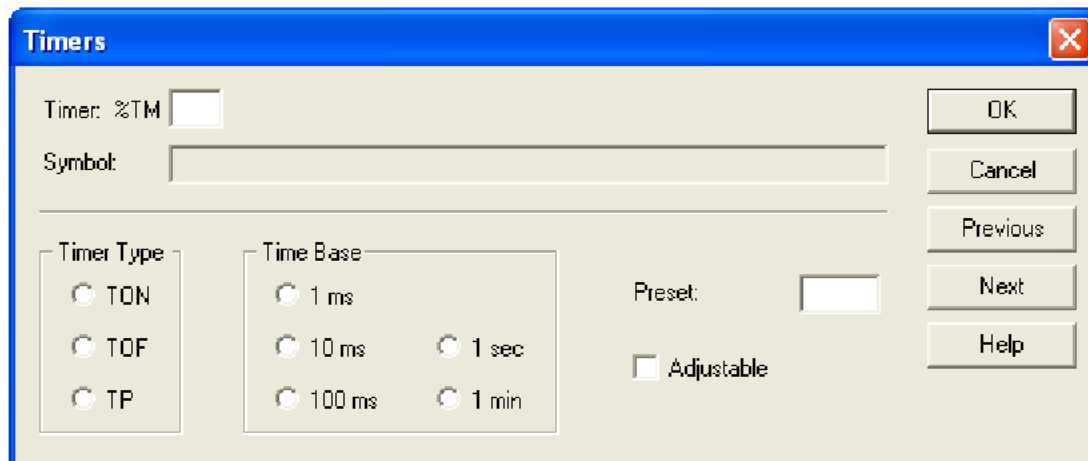 Timers
Timer: %TM
OK
Symbol:
Cancel
Previous
Timer Type
Time Base
TON
1 ms
Preset:
Next
TOF
10 ms
1 sec
Adjustable
Help
TP
100 ms
1 min